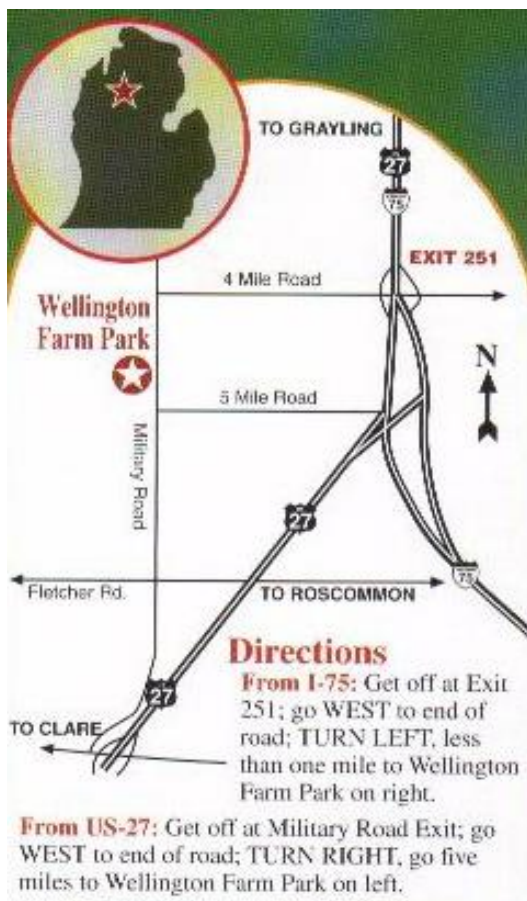 TO GRAYLING
27
75
EXIT 251
4 Mile Road
Wellington
Farm Park
N
5 Mile Road
Military Road
27
75
Fletcher Rd.
TO ROSCOMMON
Directions
From I-75: Get off at Exit
251; go WEST to end of
road; TURN LEFT, less
than one mile to Wellington
Farm Park on right.
27
TO CLARE
From US-27: Get off at Military Road Exit; go
WEST to end of road; TURN RIGHT, go five
miles to Wellington Farm Park on left.